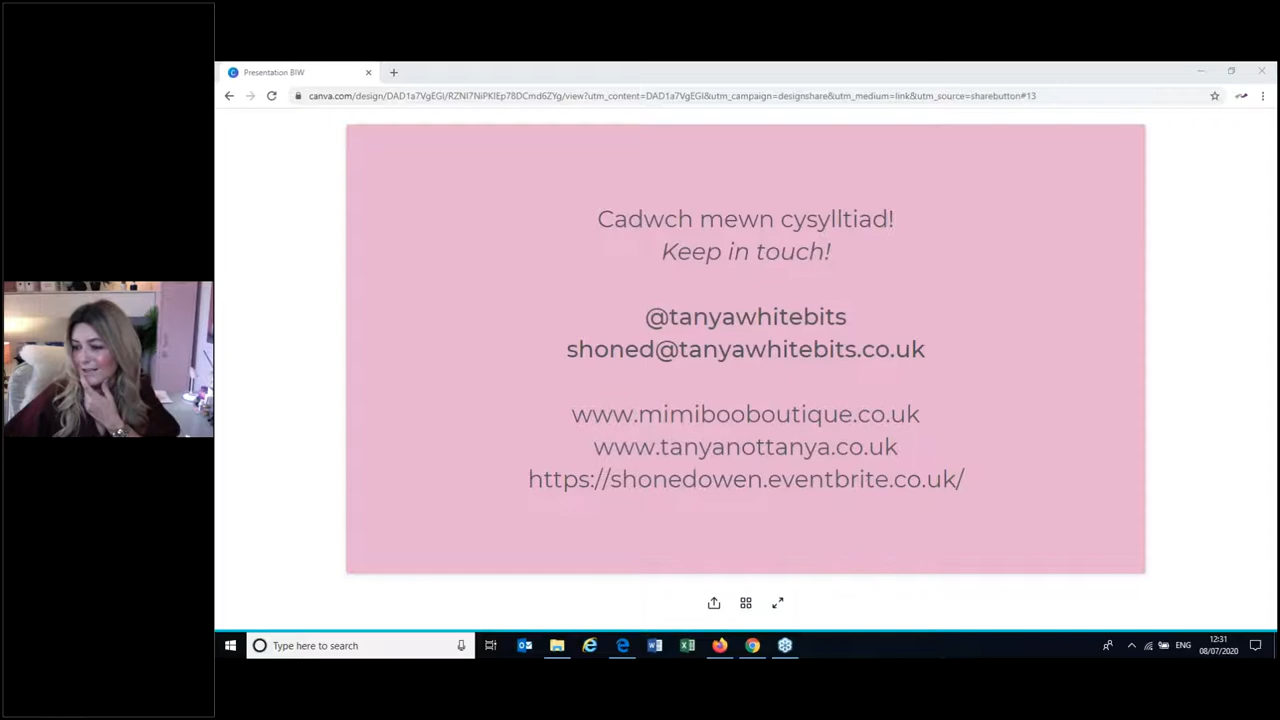 Presentation BIW
canva.com/design/DAD1a7VgEGI/RZNI7NiPKIEp78DCmd6ZYg/view?utm_content=DAD1a7VgEGI&utm_campaign=designshare&utm_medium=link&utm_source=sharebutton#13
Cadwch mewn cysylltiad!
Keep in touch!
@tanyawhitebits
shoned@tanyawhitebits.co.uk
www.mimibooboutique.co.uk
www.tanyanottanya.co.uk
https://shonedowen.eventbrite.co.uk/
Type here to search
ENG
12:31
08/07/2020